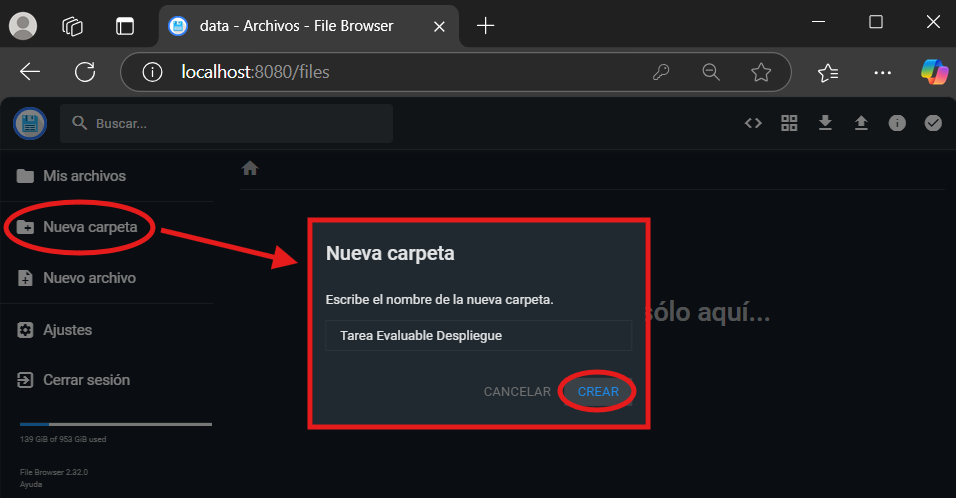 data - Archivos - File Browser
localhost:8080/files
Buscar...
Mis archivos
Nueva carpeta
Nuevo archivo
Ajustes
Cerrar sesión
139 GiB of 953 GiB used
File Browser 2.32.0
Ayuda
Nueva carpeta
Escribe el nombre de la nueva carpeta.
Tarea Evaluable Despliegue
CANCELAR CREAR
sólo aquí...